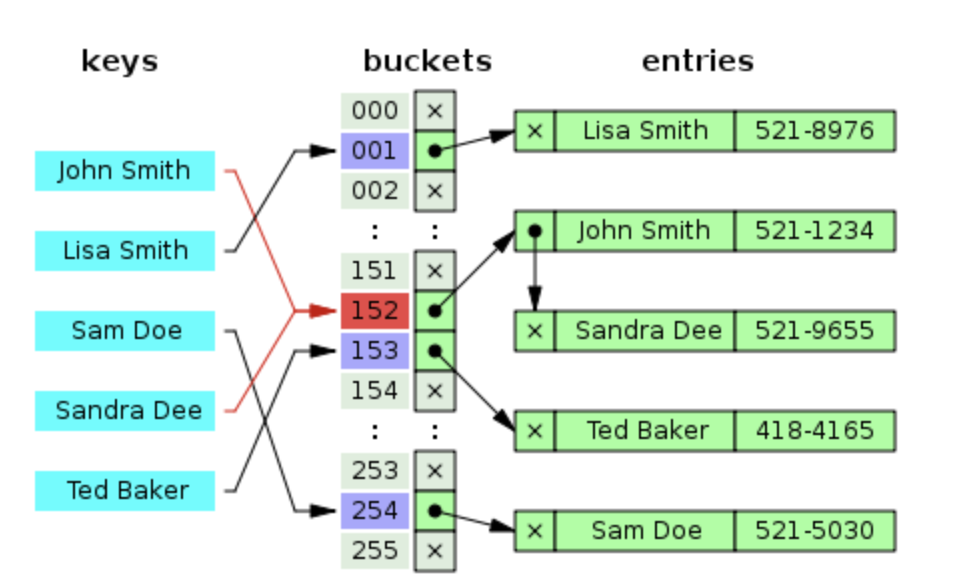 keys buckets entries
000 ×
× Lisa Smith 521-8976
001
John Smith
002 ×
: :
× John Smith 521-1234
Lisa Smith
151 ×
152
Sam Doe
× Sandra Dee 521-9655
153
154 ×
Sandra Dee
: :
× Ted Baker 418-4165
253 ×
Ted Baker
254
× Sam Doe 521-5030
255 ×